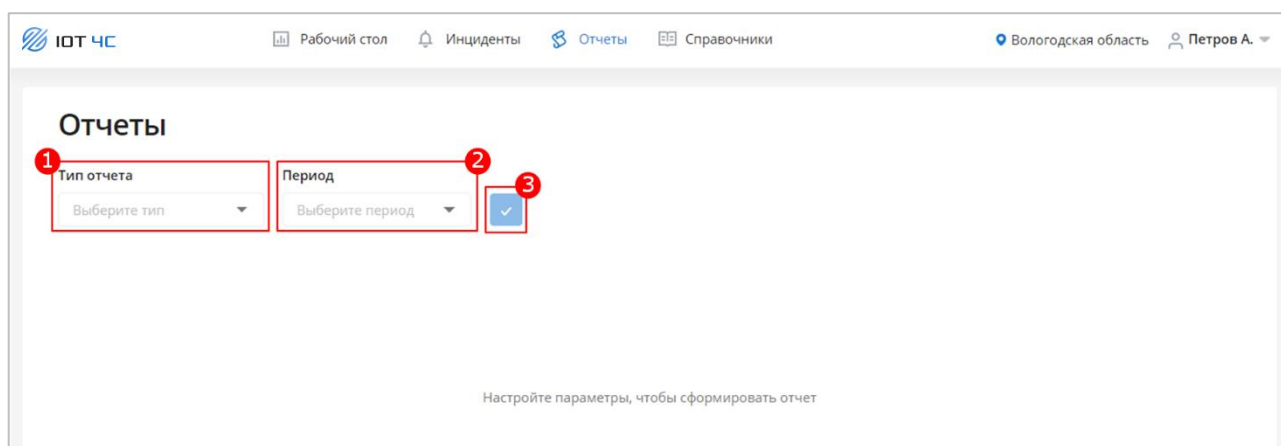 IOT ЧС Рабочий стол Инциденты Отчеты Справочники Вологодская область Петров А.
Отчеты
1 2 3
Тип отчета Период
Выберите тип Выберите период
Настройте параметры, чтобы сформировать отчет